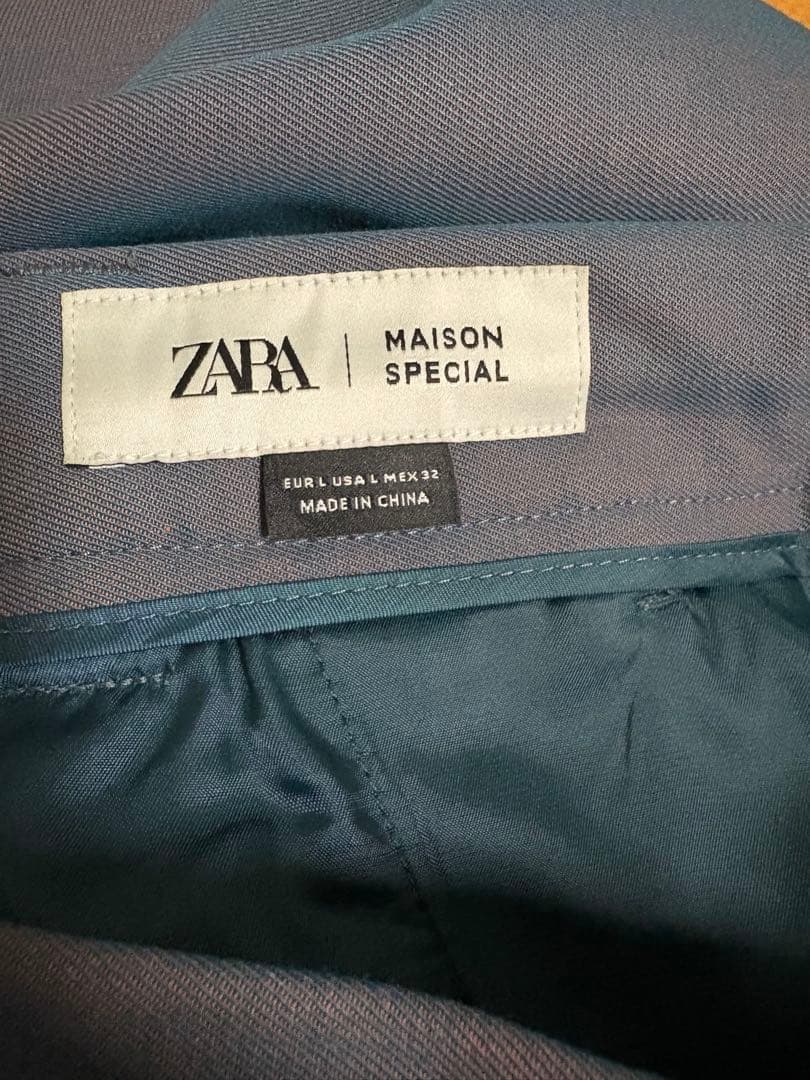 ZARA | MAISON
SPECIAL
EUR L USA L MEX 32
MADE IN CHINA